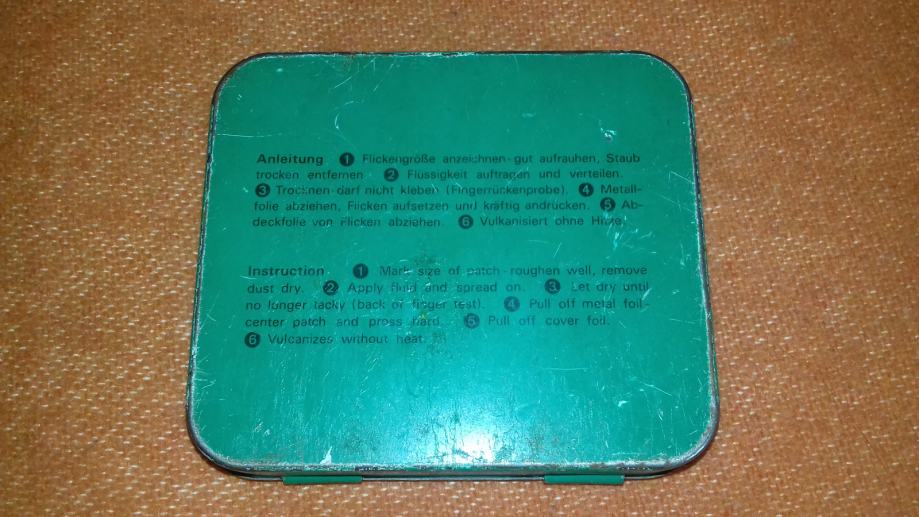 Anleitung ❶ Flickengröße anzeichnen-gut aufrauhen, Staub
trocken entfernen ❷ Flüssigkeit auftragen und verteilen.
❸ Trocknen-darf nicht kleben (Fingerrückenprobe). ❹ Metall-
folie abziehen, Flicken aufsetzen und kräftig andrücken. ❺ Ab-
deckfolie von Flicken abziehen. ❻ Vulkanisiert ohne Hitze.
Instruction ❶ Mark size of patch-roughen well, remove
dust dry. ❷ Apply fluid and spread on. ❸ Let dry until
no longer tacky (back of finger test). ❹ Pull off metal foil-
center patch and press hard. ❺ Pull off cover foil.
❻ Vulcanizes without heat.